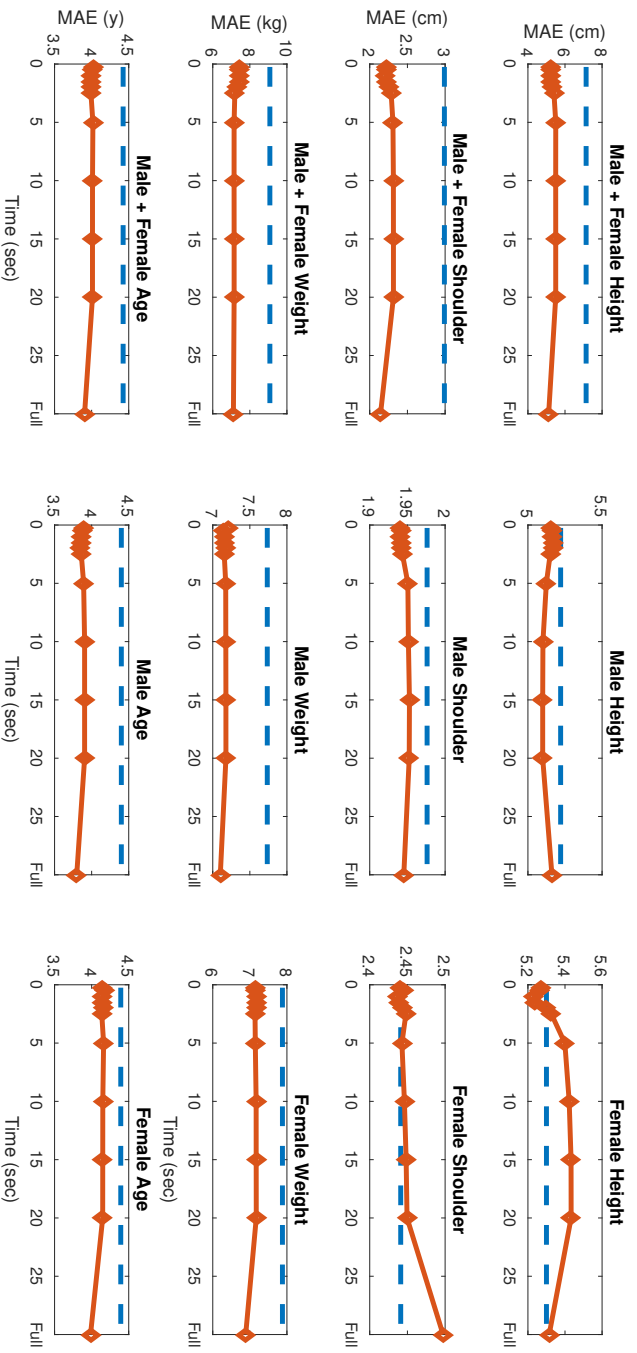 Male + Female Height
MAE (cm)
8
6
4
0 5 10 15 20 25 Full
Male Height
5.5
5
0 5 10 15 20 25 Full
Female Height
5.6
5.4
5.2
0 5 10 15 20 25 Full
Male + Female Shoulder
MAE (cm)
3
2.5
2
0 5 10 15 20 25 Full
Male Shoulder
2
1.95
1.9
0 5 10 15 20 25 Full
Female Shoulder
2.5
2.45
2.4
0 5 10 15 20 25 Full
Male + Female Weight
MAE (kg)
10
8
6
0 5 10 15 20 25 Full
Male Weight
8
7.5
7
0 5 10 15 20 25 Full
Female Weight
8
7
6
0 5 10 15 20 25 Full
Time (sec)
Male + Female Age
MAE (y)
4.5
4
3.5
0 5 10 15 20 25 Full
Time (sec)
Male Age
4.5
4
3.5
0 5 10 15 20 25 Full
Time (sec)
Female Age
4.5
4
3.5
0 5 10 15 20 25 Full
Time (sec)